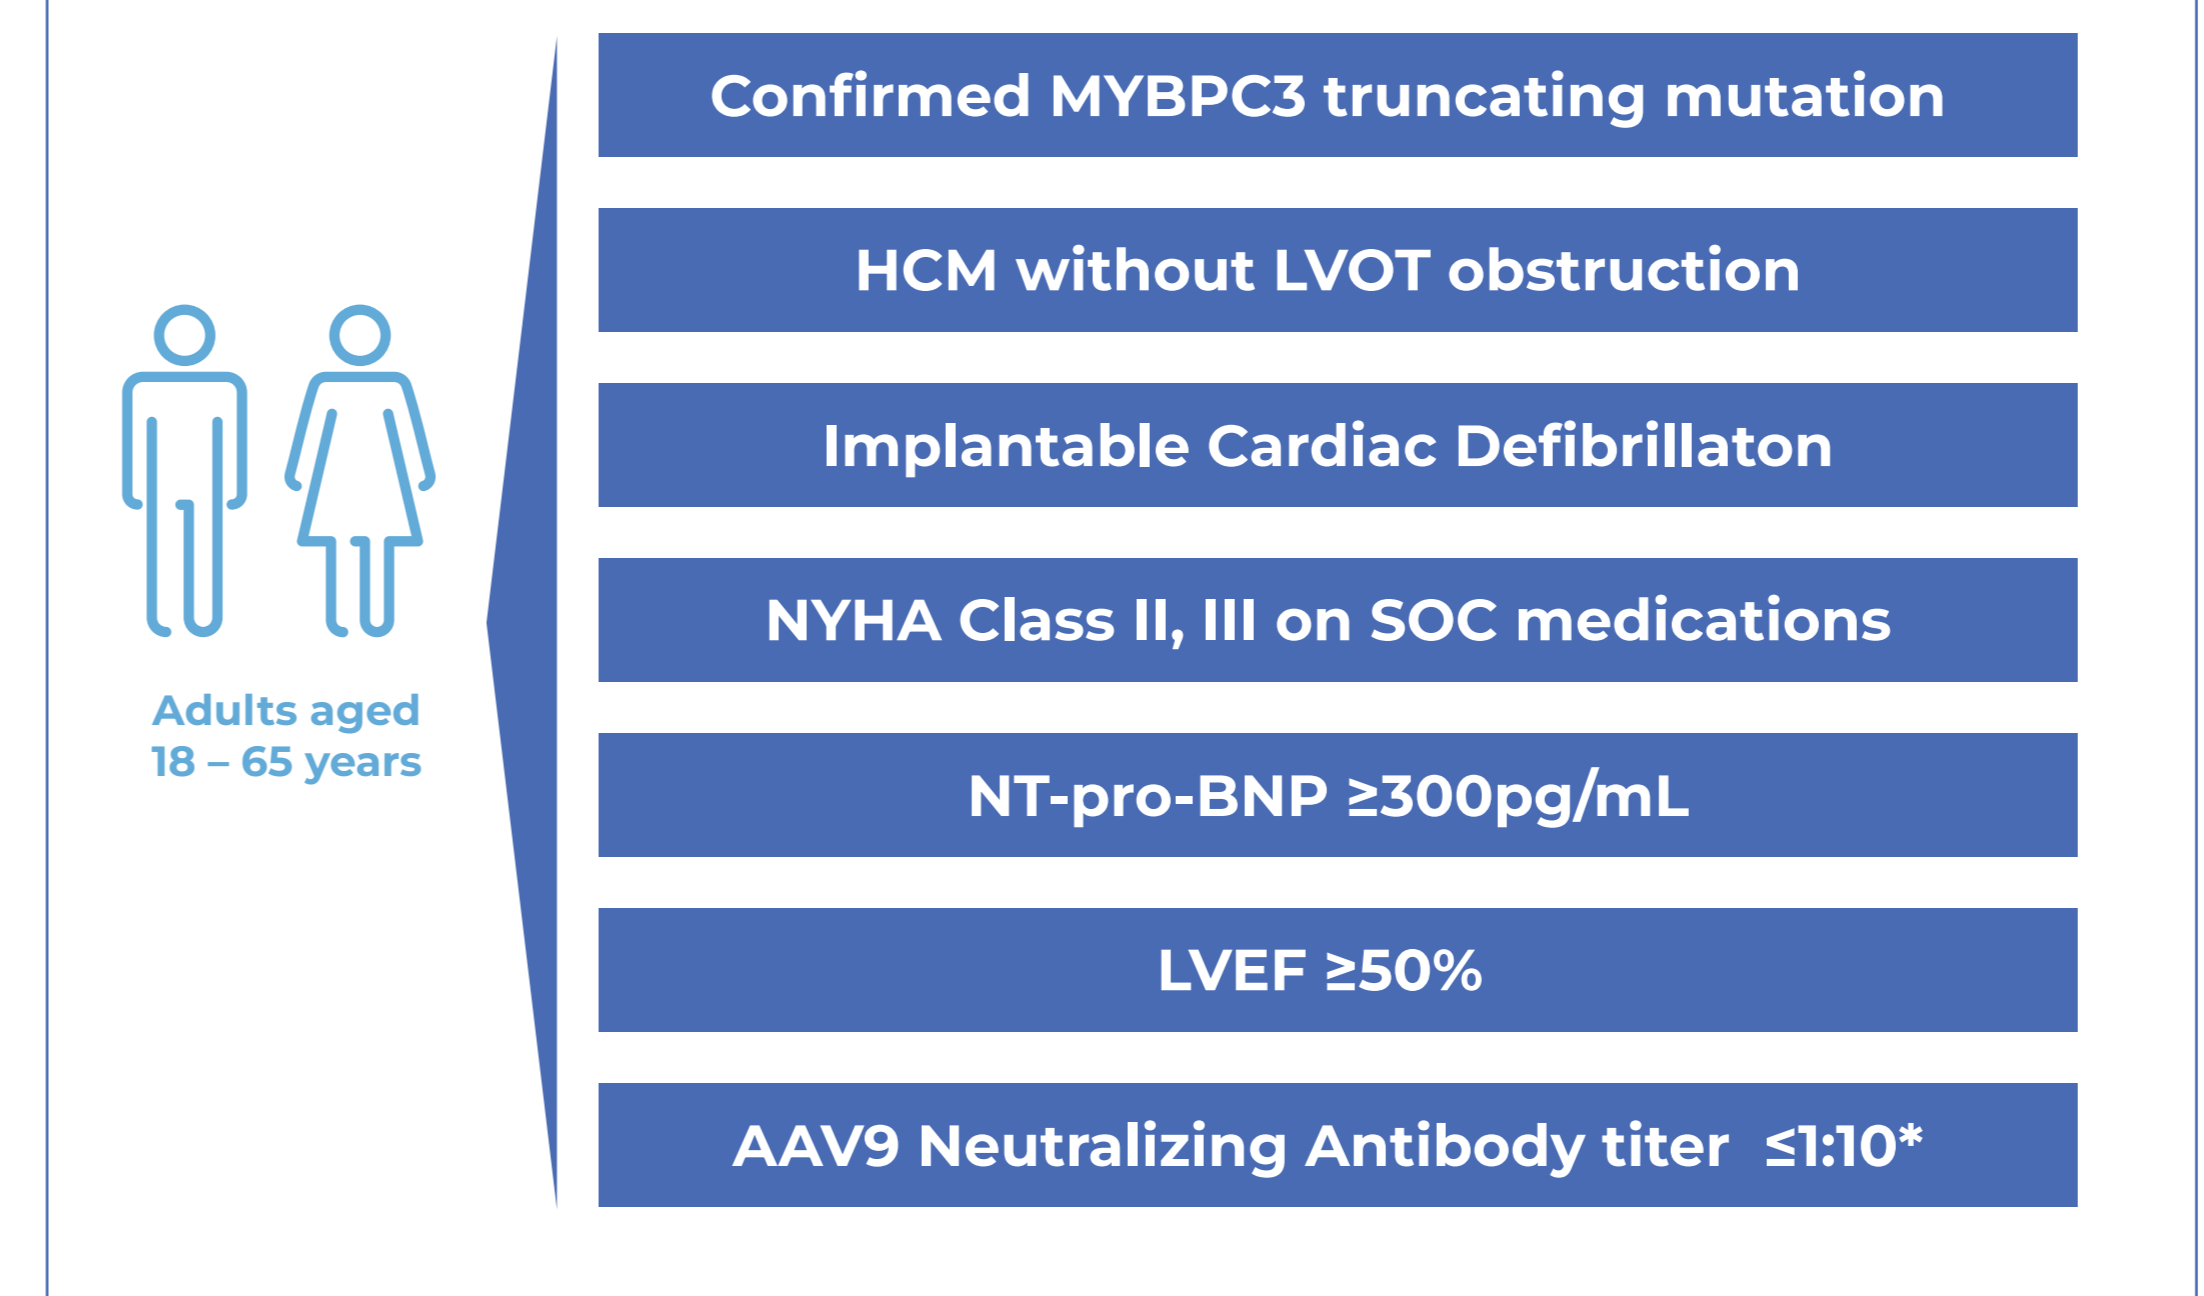 Adults aged
18 – 65 years
Confirmed MYBPC3 truncating mutation
HCM without LVOT obstruction
Implantable Cardiac Defibrillaton
NYHA Class II, III on SOC medications
NT-pro-BNP ≥300pg/mL
LVEF ≥50%
AAV9 Neutralizing Antibody titer ≤1:10*